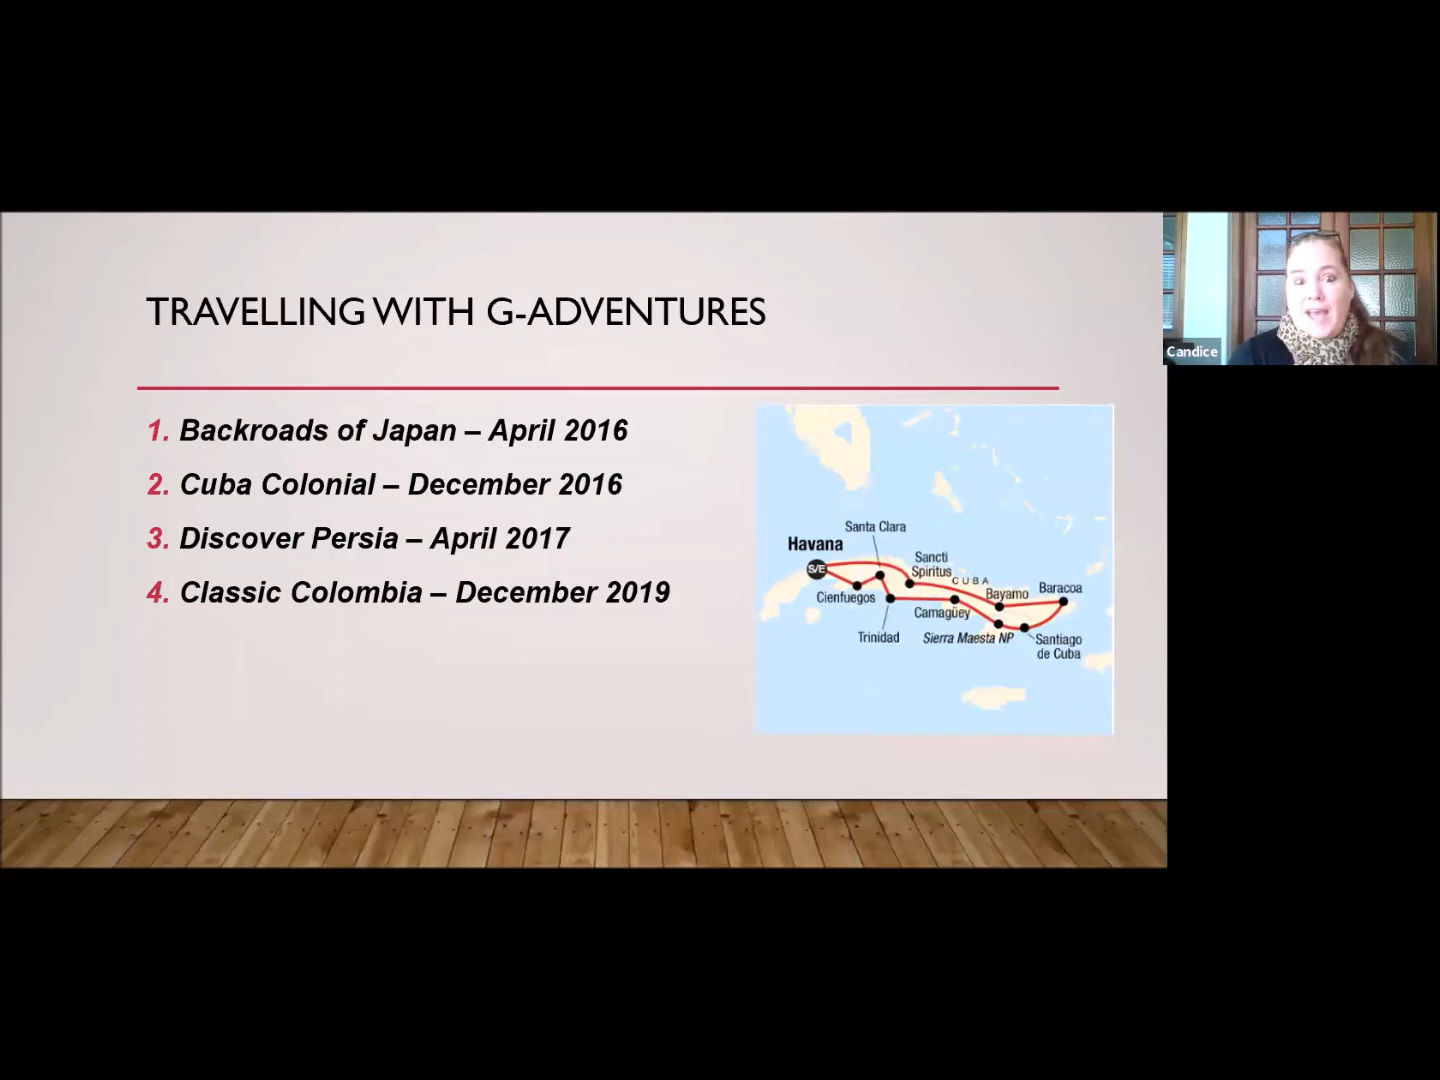 TRAVELLING WITH G-ADVENTURES
1. Backroads of Japan – April 2016
2. Cuba Colonial – December 2016
3. Discover Persia – April 2017
4. Classic Colombia – December 2019
Santa Clara
Havana
S/E
Sancti
Spiritus
CUBA
Cienfuegos
Bayamo
Baracoa
Camagüey
Trinidad
Sierra Maesta NP
Santiago
de Cuba
Candice